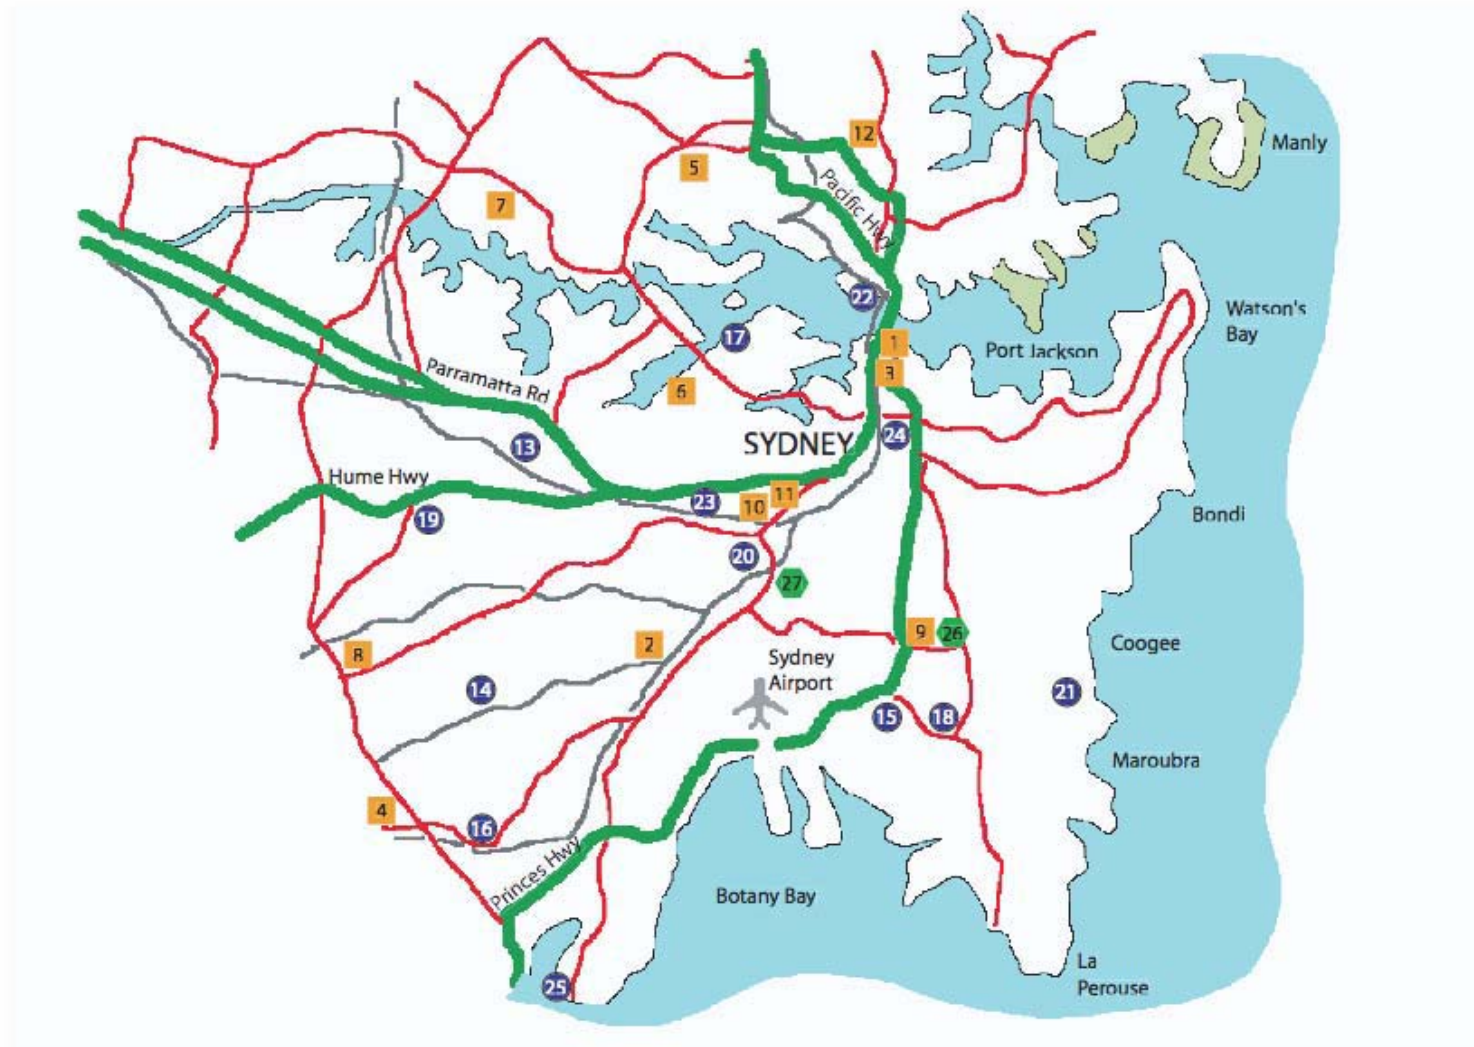 12
Manly
5
Pacific Hwy
7
22
Watson's
Bay
17
1
Port Jackson
3
Parramatta Rd
6
SYDNEY
24
13
Hume Hwy
11
23
10
19
Bondi
20
27
9
26
2
8
Coogee
Sydney
Airport
14
21
15
18
Maroubra
4
16
Princes Hwy
Botany Bay
La
Perouse
25